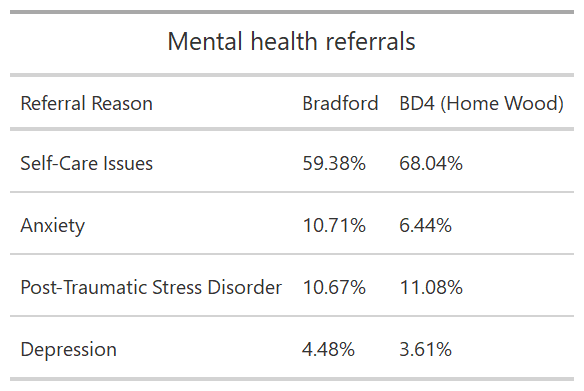 Mental health referrals
Referral Reason Bradford BD4 (Home Wood)
Self-Care Issues 59.38% 68.04%
Anxiety 10.71% 6.44%
Post-Traumatic Stress Disorder 10.67% 11.08%
Depression 4.48% 3.61%